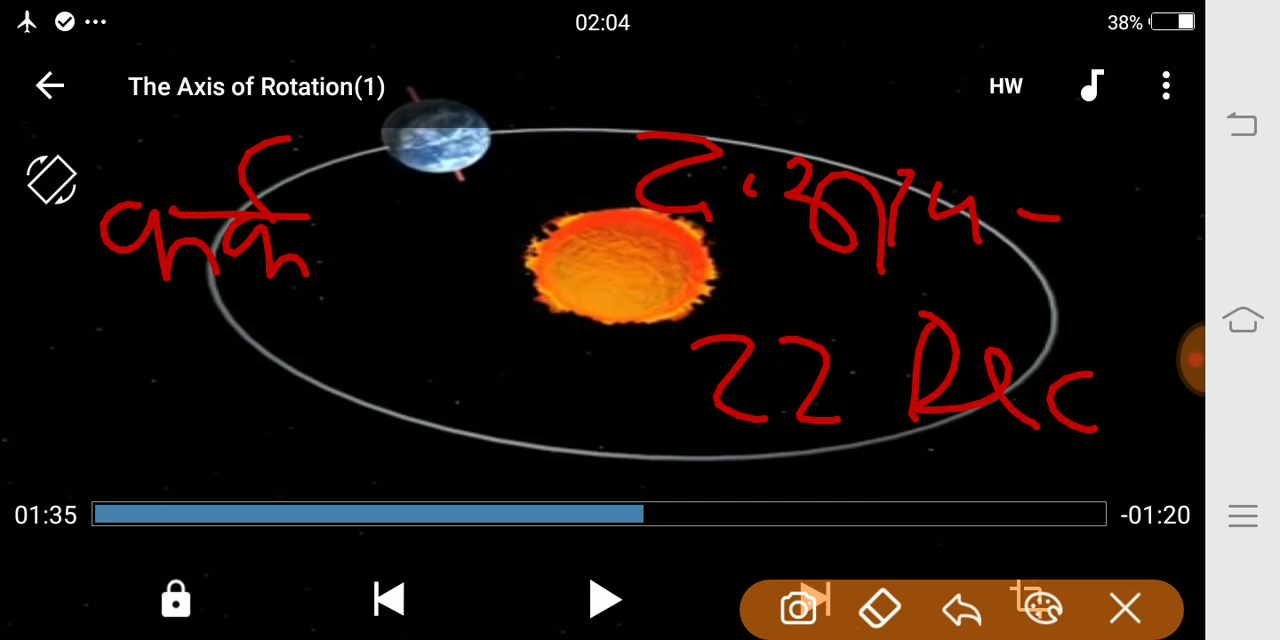 02:04
38%
The Axis of Rotation(1)
HW
22 Dec
01:35
-01:20